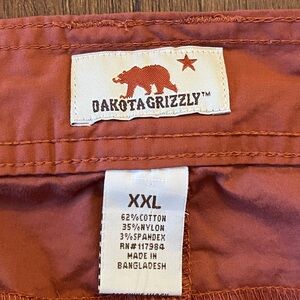 DAKOTAGRIZZLY™
XXL
62%COTTON
35%NYLON
3%SPANDEX
RN#117984
MADE IN
BANGLADESH